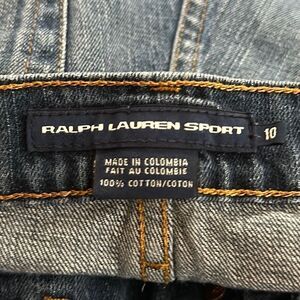 RALPH LAUREN SPORT 10
MADE IN COLOMBIA
FAIT AU COLOMBIE
100% COTTON/COTON